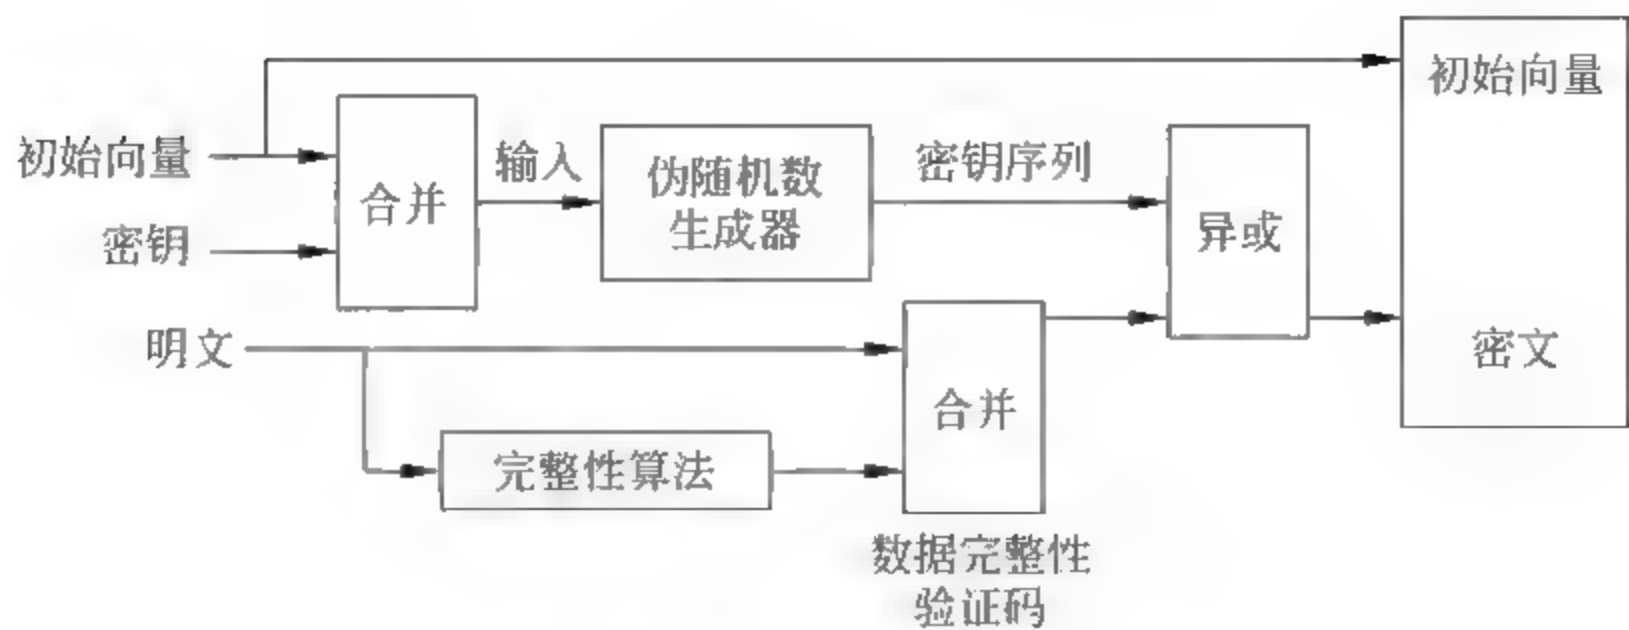 初始向量
初始向量
输入
伪随机数
生成器
密钥序列
合并
异或
密钥
明文
密文
合并
完整性算法
数据完整性
验证码